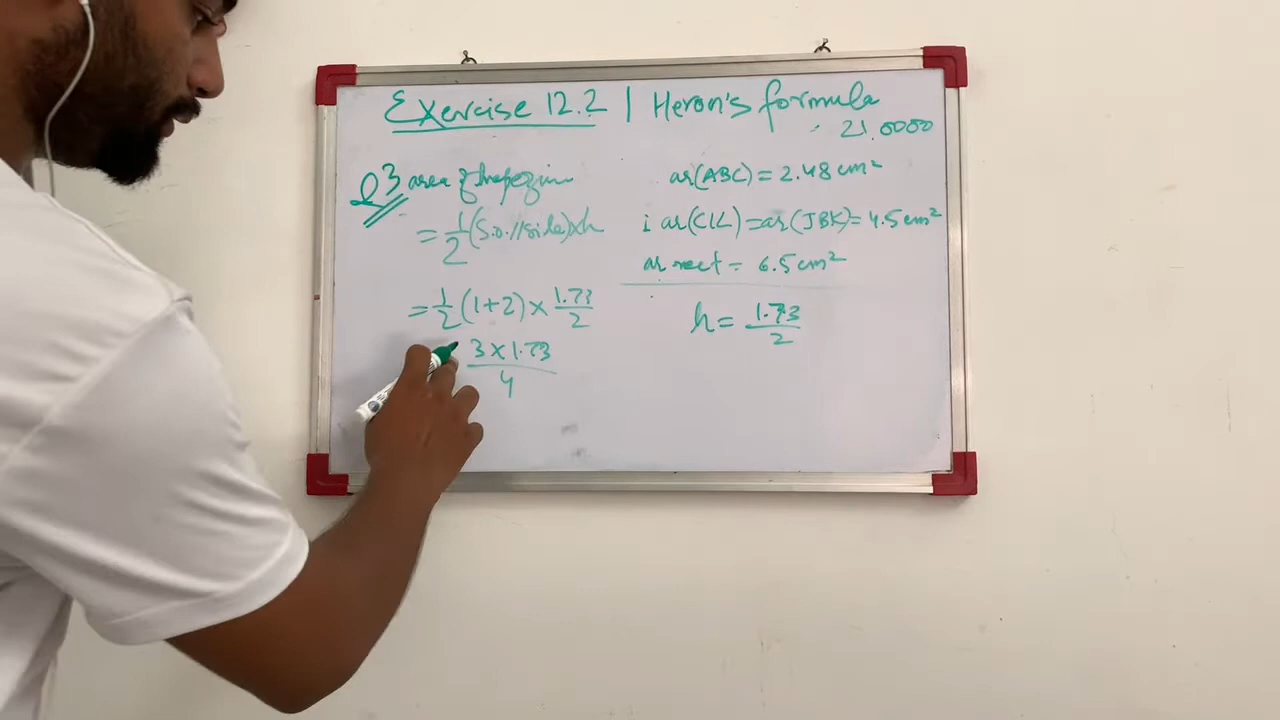 Exercise 12.2 | Heron's formula
21.0000
Q3 area of trapezium
= 1/2 (S.O.//side) x h
= 1/2 (1+2) x 1.73/2
3 x 1.73
4
ar(ABC) = 2.48 cm²
ar(CIL) = ar(JBK) = 4.5 cm²
ar rect = 6.5 cm²
h = 1.73/2